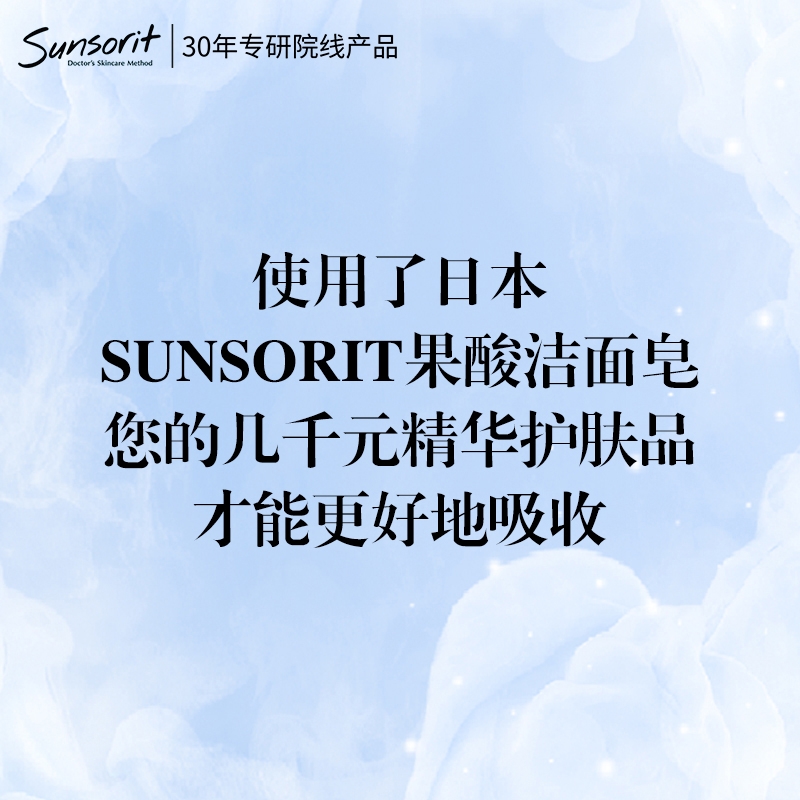 Sunsorit
Doctor's Skincare Method
30年专研院线产品
使用了日本
SUNSORIT果酸洁面皂
您的几千元精华护肤品
才能更好地吸收